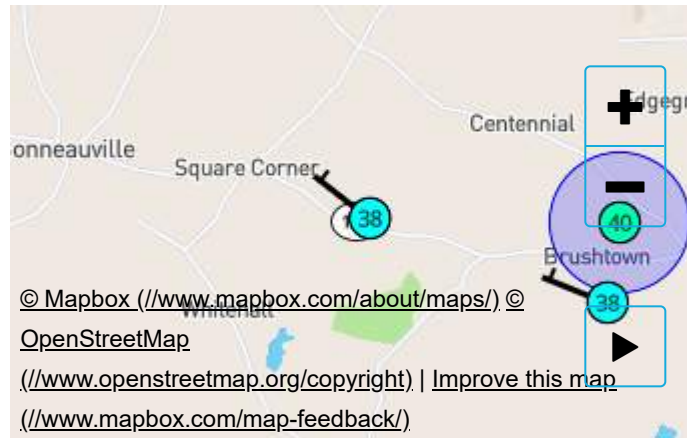 Centennial
onneauville
Square Corner
38
40
Brushtown
38
Whitehall
© Mapbox (//www.mapbox.com/about/maps/) ©
OpenStreetMap
(//www.openstreetmap.org/copyright) | Improve this map
(//www.mapbox.com/map-feedback/)